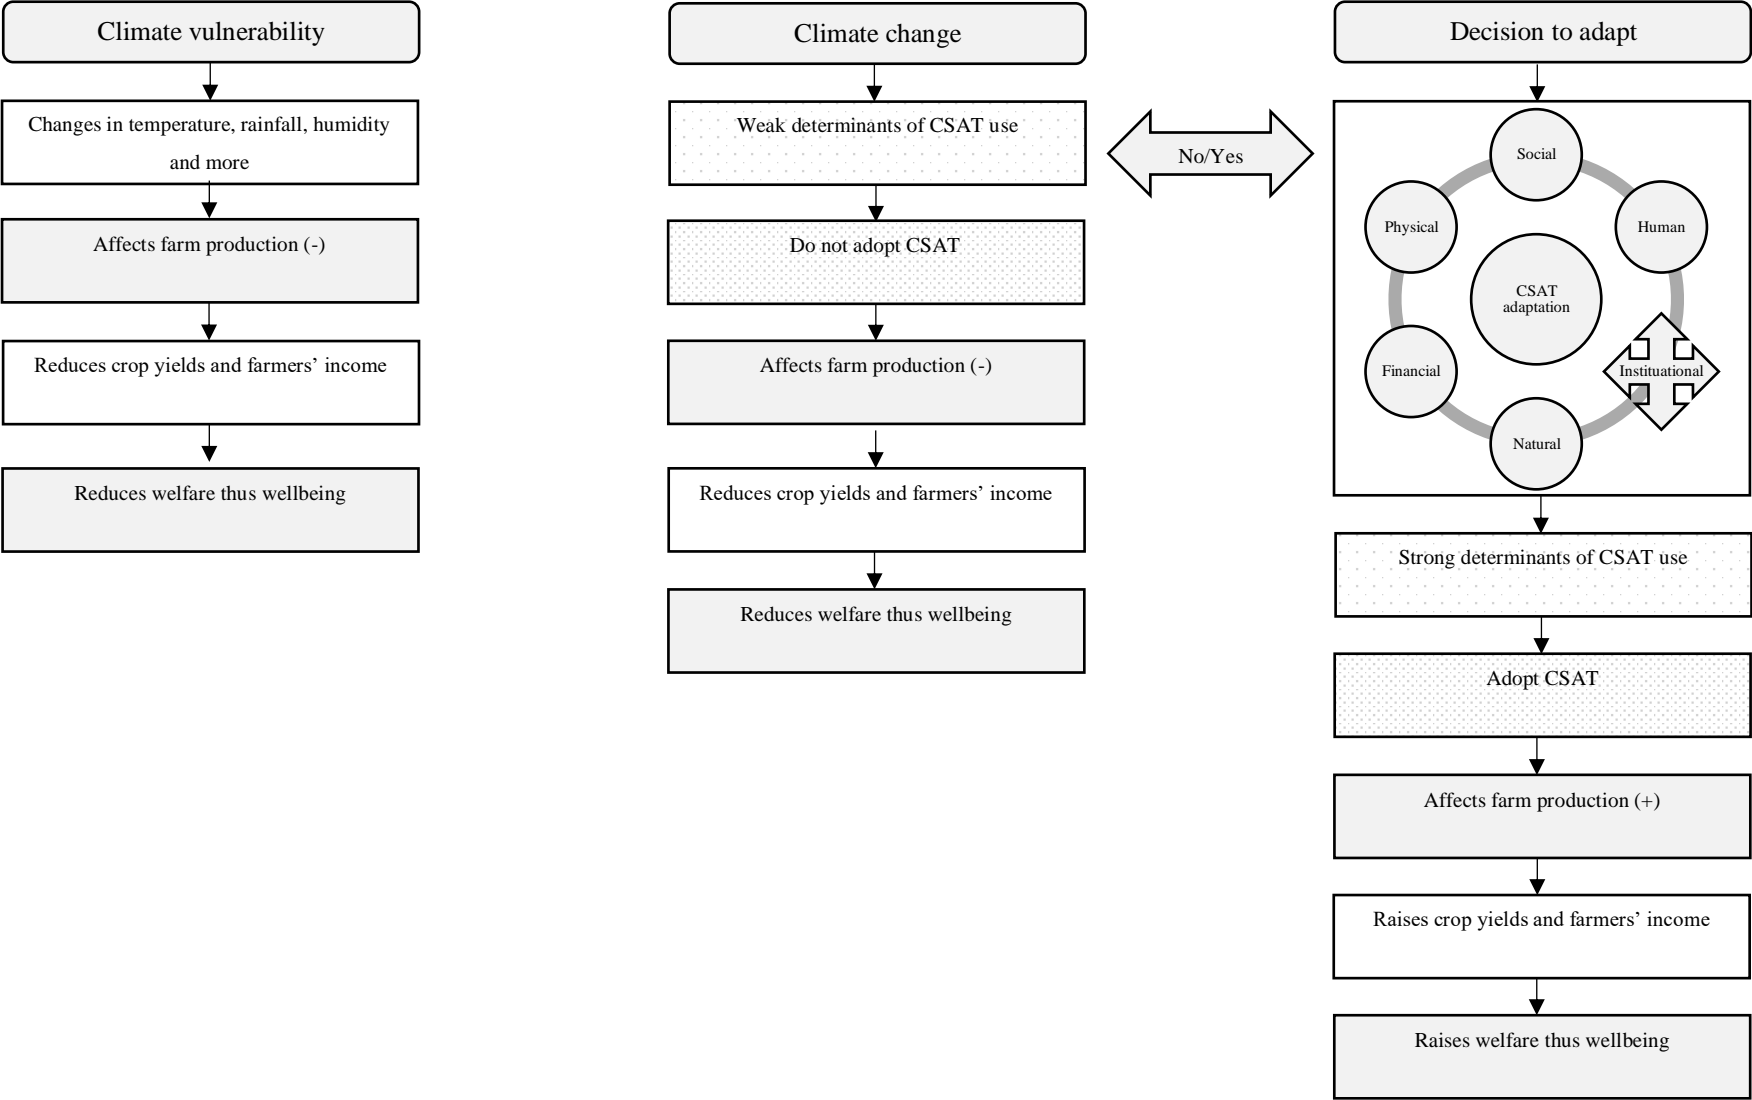 Climate vulnerability
Changes in temperature, rainfall, humidity
and more
Affects farm production (-)
Reduces crop yields and farmers’ income
Reduces welfare thus wellbeing
Climate change
Weak determinants of CSAT use
Do not adopt CSAT
Affects farm production (-)
Reduces crop yields and farmers’ income
Reduces welfare thus wellbeing
No/Yes
Decision to adapt
Social
Physical
Human
CSAT
adaptation
Financial
Instituational
Natural
Strong determinants of CSAT use
Adopt CSAT
Affects farm production (+)
Raises crop yields and farmers’ income
Raises welfare thus wellbeing